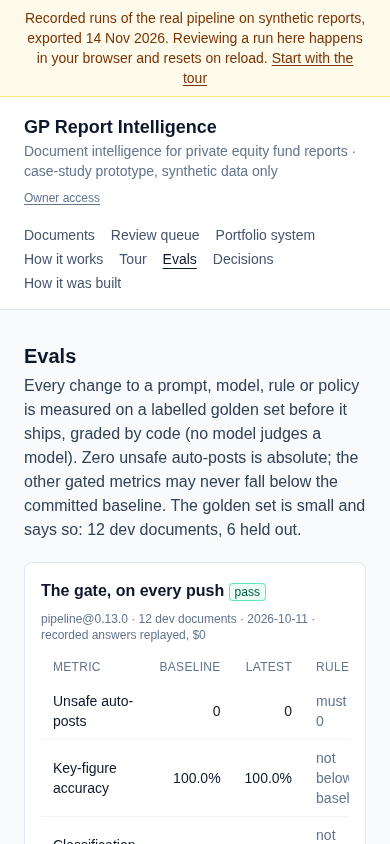 Recorded runs of the real pipeline on synthetic reports,
exported 14 Nov 2026. Reviewing a run here happens
in your browser and resets on reload. Start with the
tour
GP Report Intelligence
Document intelligence for private equity fund reports ·
case-study prototype, synthetic data only
Owner access
Documents Review queue Portfolio system
How it works Tour Evals Decisions
How it was built
Evals
Every change to a prompt, model, rule or policy
is measured on a labelled golden set before it
ships, graded by code (no model judges a
model). Zero unsafe auto-posts is absolute; the
other gated metrics may never fall below the
committed baseline. The golden set is small and
says so: 12 dev documents, 6 held out.
The gate, on every push pass
pipeline@0.13.0 · 12 dev documents · 2026-10-11 ·
recorded answers replayed, $0
METRIC BASELINE LATEST RULE
Unsafe auto-
posts 0 0 must
0
Key-figure
accuracy 100.0% 100.0% not
below
basel
Classification not